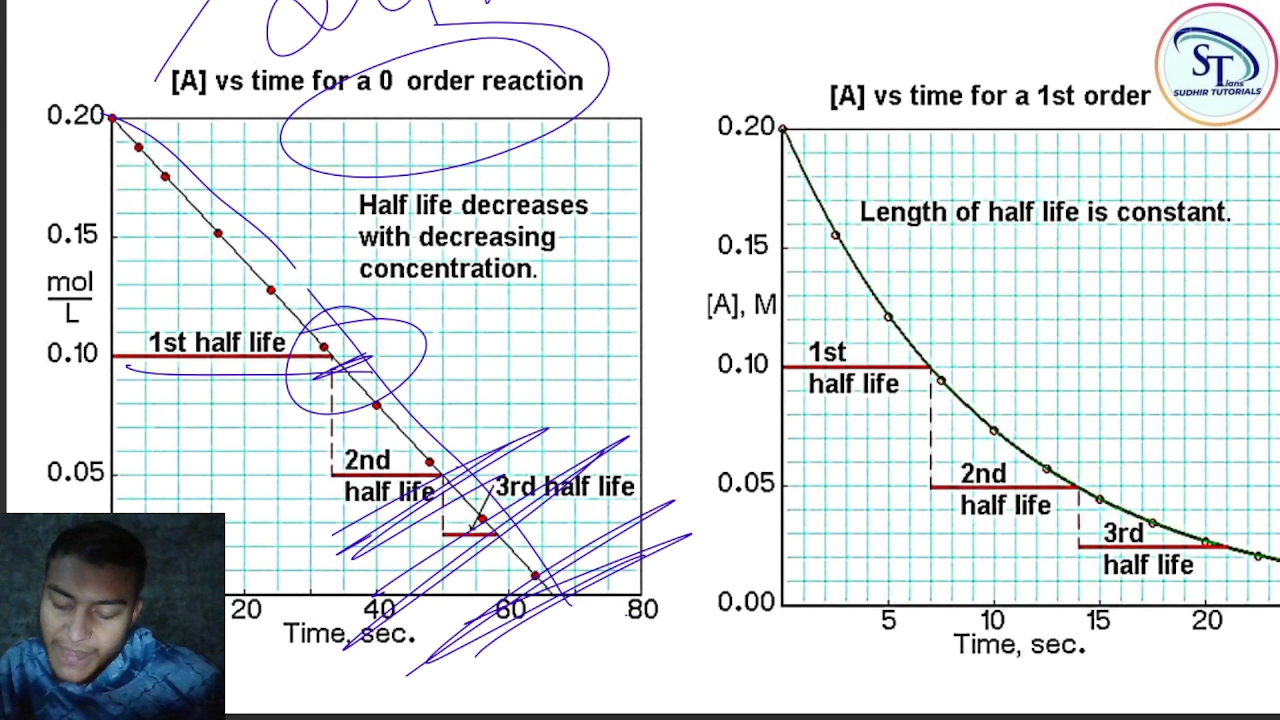 [A] vs time for a 0 order reaction
0.20
0.15
mol
L
0.10
0.05
Half life decreases
with decreasing
concentration.
1st half life
2nd
half life
3rd half life
20 40 60 80
Time, sec.
ST
ians
SUDHIR TUTORIALS
[A] vs time for a 1st order
0.20
0.15
[A], M
0.10
0.05
0.00
Length of half life is constant.
1st
half life
2nd
half life
3rd
half life
5 10 15 20
Time, sec.